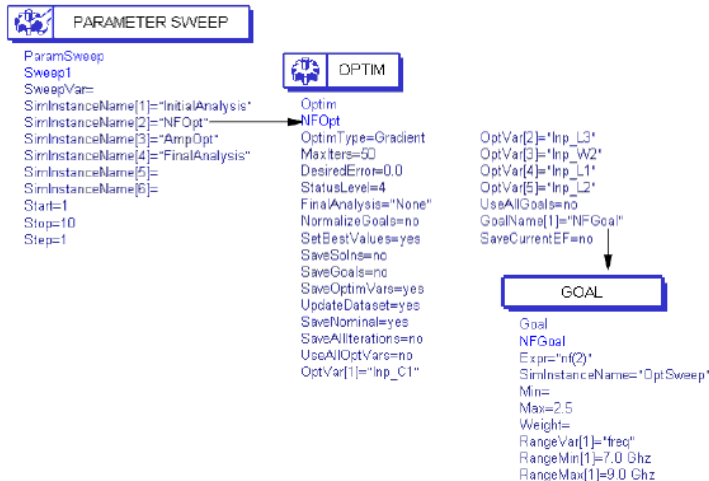 PARAMETER SWEEP
ParamSweep
Sweep1
SweepVar=
SimInstanceName[1]="InitialAnalysis"
SimInstanceName[2]="NFOpt"
SimInstanceName[3]="AmpOpt"
SimInstanceName[4]="FinalAnalysis"
SimInstanceName[5]=
SimInstanceName[6]=
Start=1
Stop=10
Step=1
OPTIM
Optim
NFOpt
OptimType=Gradient
MaxIters=50
DesiredError=0.0
StatusLevel=4
FinalAnalysis="None"
NormalizeGoals=no
SetBestValues=yes
SaveSolns=no
SaveGoals=no
SaveOptimVars=yes
UpdateDataset=yes
SaveNominal=yes
SaveAllIterations=no
UseAllOptVars=no
OptVar[1]="Inp_C1"
OptVar[2]="Inp_L3"
OptVar[3]="Inp_W2"
OptVar[4]="Inp_L1"
OptVar[5]="Inp_L2"
UseAllGoals=no
GoalName[1]="NFGoal"
SaveCurrentEF=no
GOAL
Goal
NFGoal
Expr="nf(2)"
SimInstanceName="OptSweep"
Min=
Max=2.5
Weight=
RangeVar[1]="freq"
RangeMin[1]=7.0 Ghz
RangeMax[1]=9.0 Ghz